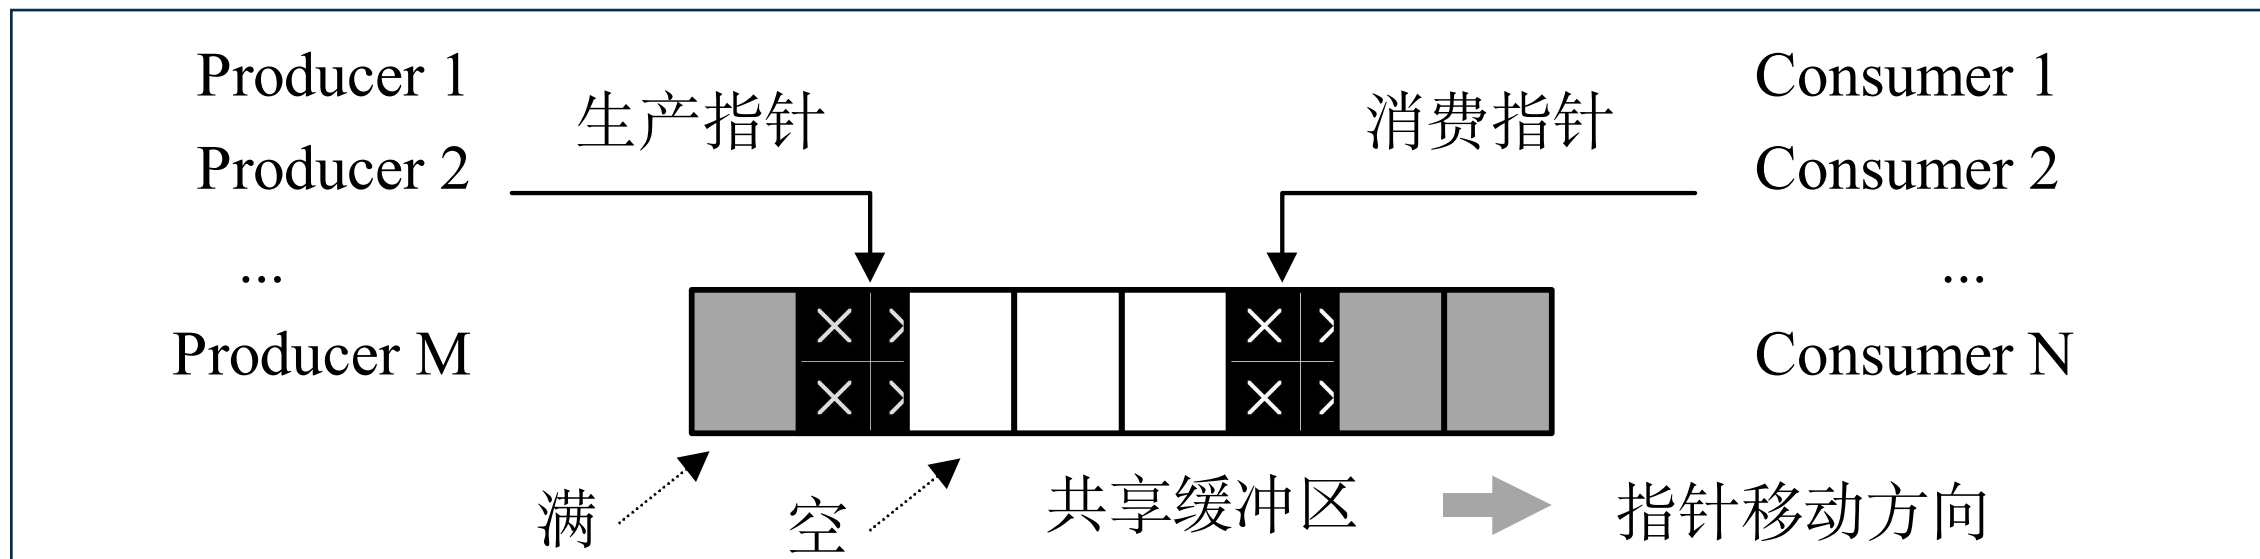 Producer 1
Producer 2
...
Producer M
生产指针
消费指针
Consumer 1
Consumer 2
...
Consumer N
满
空
共享缓冲区
指针移动方向